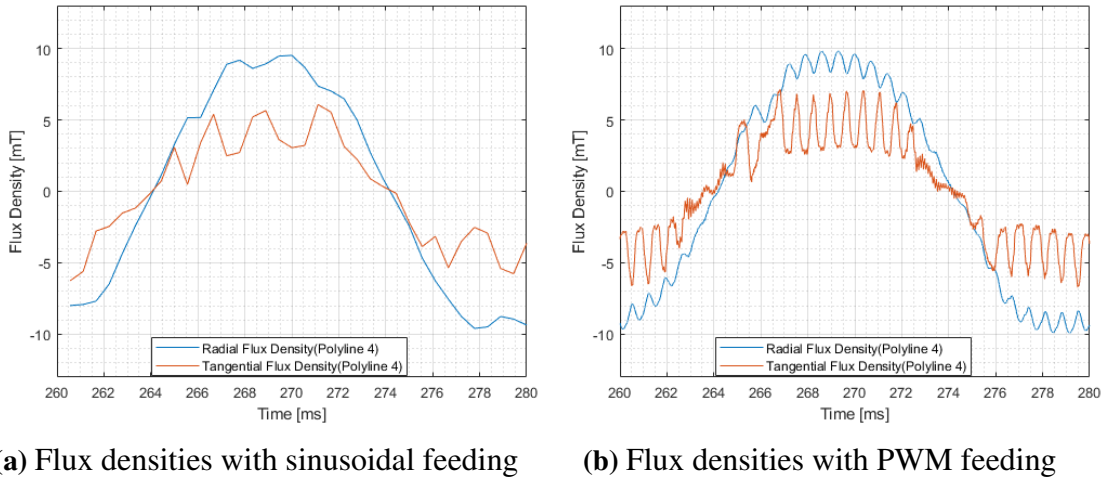 10
5
0
-5
-10
Flux Density [mT]
Radial Flux Density(Polyline 4)
Tangential Flux Density(Polyline 4)
260 262 264 266 268 270 272 274 276 278 280
Time [ms]
10
5
0
-5
-10
Flux Density [mT]
Radial Flux Density(Polyline 4)
Tangential Flux Density(Polyline 4)
260 262 264 266 268 270 272 274 276 278 280
Time [ms]
(a) Flux densities with sinusoidal feeding
(b) Flux densities with PWM feeding